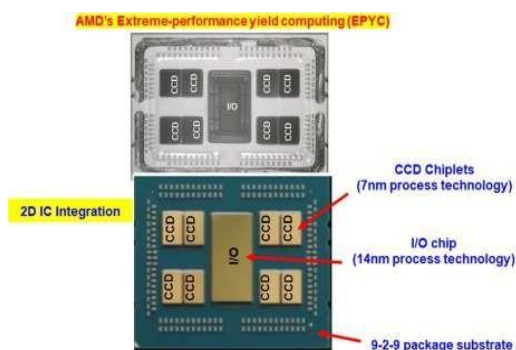 AMD's Extreme-performance yield computing (EPYC)
CCD CCD I/O CCD CCD
CCD CCD CCD CCD
CCD Chiplets
(7nm process technology)
2D IC Integration
CCD CCD I/O CCD CCD
I/O chip
(14nm process technology)
CCD CCD CCD CCD
9-2-9 package substrate